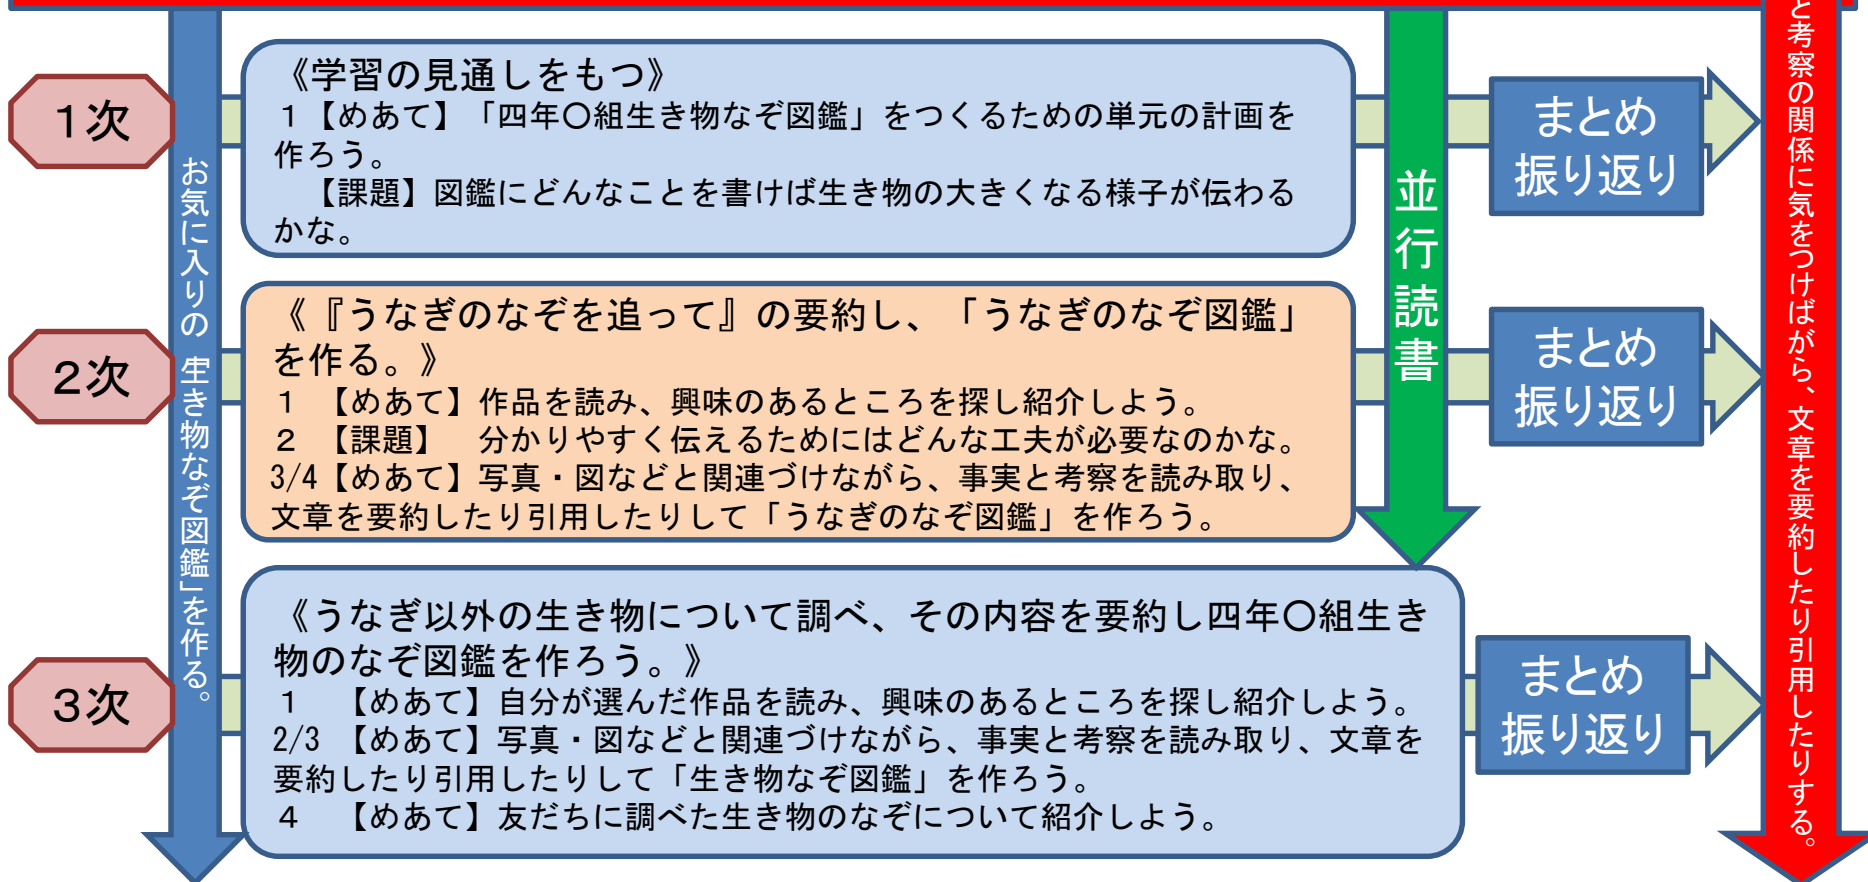 １次
《学習の見通しをもつ》
１【めあて】「四年〇組生き物なぞ図鑑」をつくるための単元の計画を
作ろう。
【課題】図鑑にどんなことを書けば生き物の大きくなる様子が伝わる
かな。
まとめ
振り返り
２次
《『うなぎのなぞを追って』の要約し、「うなぎのなぞ図鑑」
を作る。》
１　【めあて】作品を読み、興味のあるところを探し紹介しよう。
２　【課題】　分かりやすく伝えるためにはどんな工夫が必要なのかな。
3/4【めあて】写真・図などと関連づけながら、事実と考察を読み取り、
文章を要約したり引用したりして「うなぎのなぞ図鑑」を作ろう。
まとめ
振り返り
３次
《うなぎ以外の生き物について調べ、その内容を要約し四年〇組生き
物のなぞ図鑑を作ろう。》
１　【めあて】自分が選んだ作品を読み、興味のあるところを探し紹介しよう。
2/3 【めあて】写真・図などと関連づけながら、事実と考察を読み取り、文章を
要約したり引用したりして「生き物なぞ図鑑」を作ろう。
４　【めあて】友だちに調べた生き物のなぞについて紹介しよう。
まとめ
振り返り
お気に入りの「生き物なぞ図鑑」を作る。
並行読書
と考察の関係に気をつけばがら、文章を要約したり引用したりする。